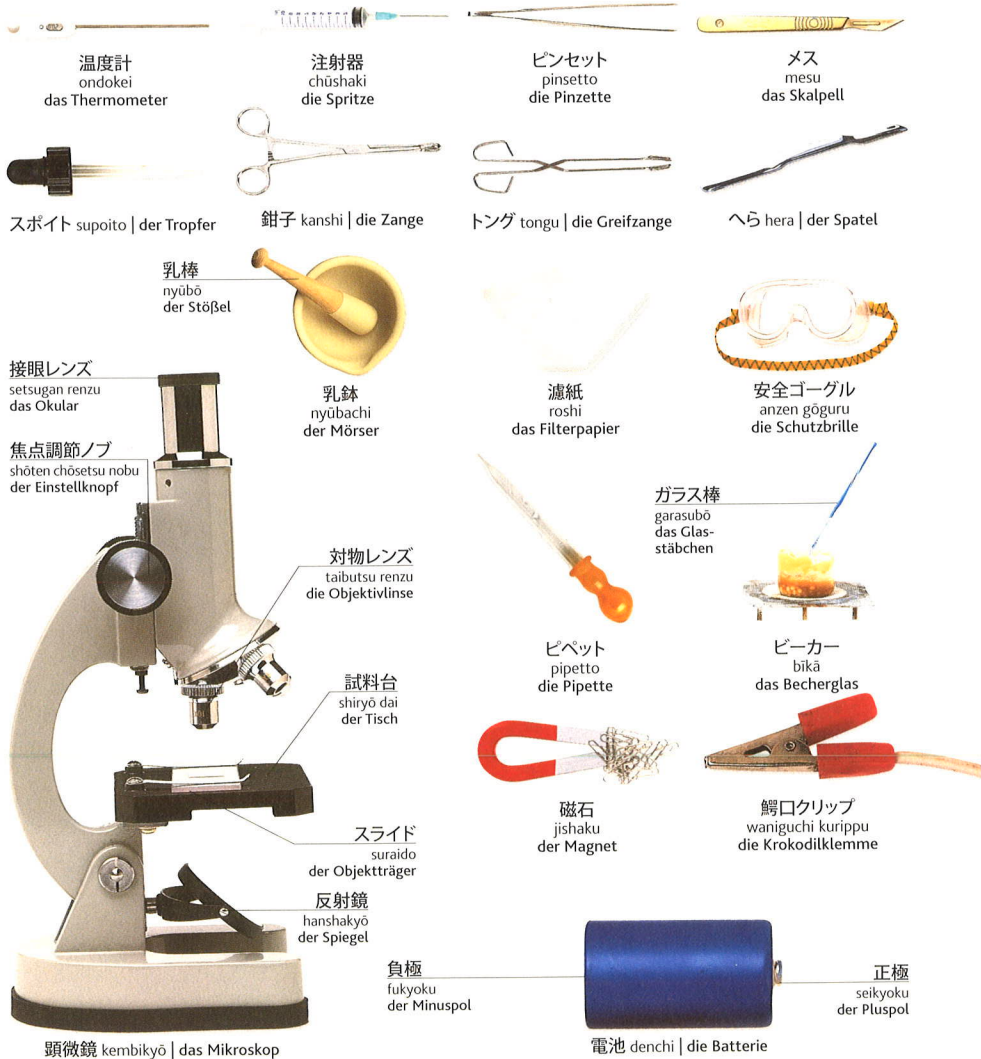 温度計
ondokei
das Thermometer
注射器
chūshaki
die Spritze
ピンセット
pinsetto
die Pinzette
メス
mesu
das Skalpell
スポイト supoito | der Tropfer
鉗子 kanshi | die Zange
トング tongu | die Greifzange
へら hera | der Spatel
乳棒
nyūbō
der Stößel
乳鉢
nyūbachi
der Mörser
濾紙
roshi
das Filterpapier
安全ゴーグル
anzen gōguru
die Schutzbrille
接眼レンズ
setsugan renzu
das Okular
焦点調節ノブ
shōten chōsetsu nobu
der Einstellknopf
対物レンズ
taibutsu renzu
die Objektivlinse
試料台
shiryō dai
der Tisch
スライド
suraido
der Objektträger
反射鏡
hanshakyō
der Spiegel
顕微鏡 kembikyō | das Mikroskop
ピペット
pipetto
die Pipette
ガラス棒
garasubō
das Glas-
stäbchen
ビーカー
bīkā
das Becherglas
磁石
jishaku
der Magnet
鰐口クリップ
waniguchi kurippu
die Krokodilklemme
負極
fukyoku
der Minuspol
正極
seikyoku
der Pluspol
電池 denchi | die Batterie